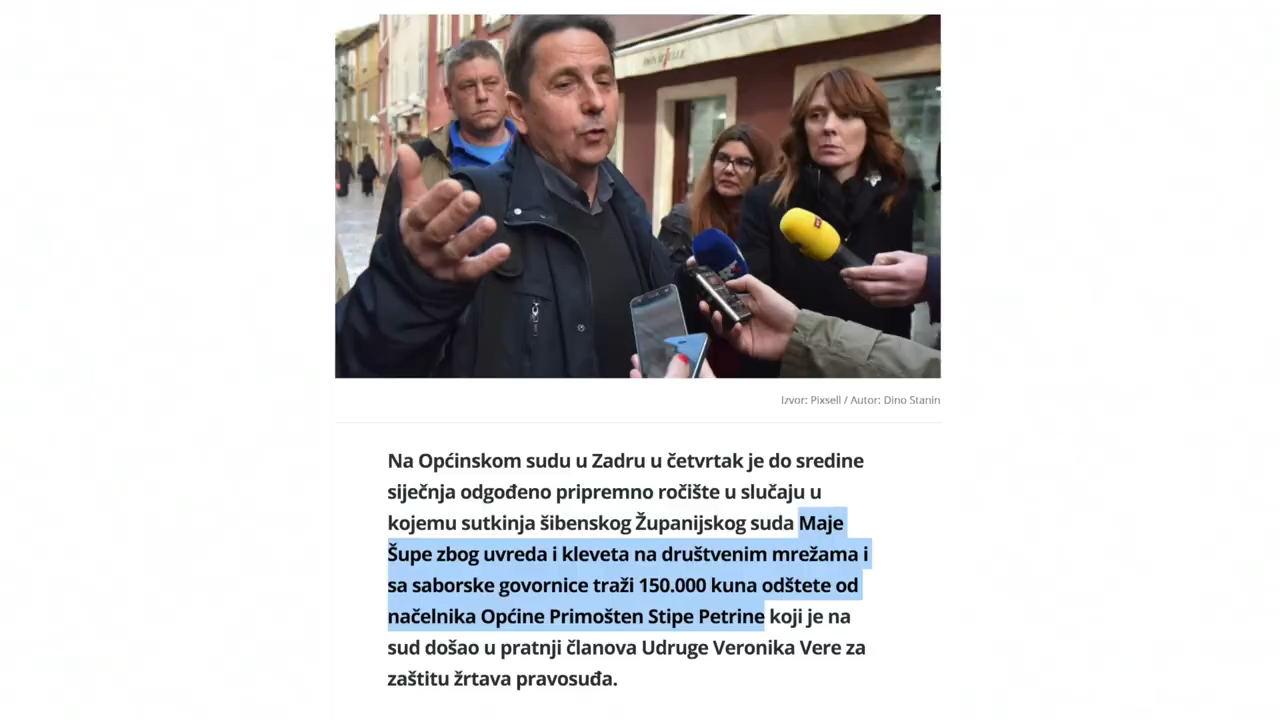 Izvor: Pixsell / Autor: Dino Stanin
Na Općinskom sudu u Zadru u četvrtak je do sredine
siječnja odgođeno pripremno ročište u slučaju u
kojemu sutkinja šibenskog Županijskog suda Maje
Šupe zbog uvreda i kleveta na društvenim mrežama i
sa saborske govornice traži 150.000 kuna odštete od
načelnika Općine Primošten Stipe Petrine koji je na
sud došao u pratnji članova Udruge Veronika Vere za
zaštitu žrtava pravosuđa.